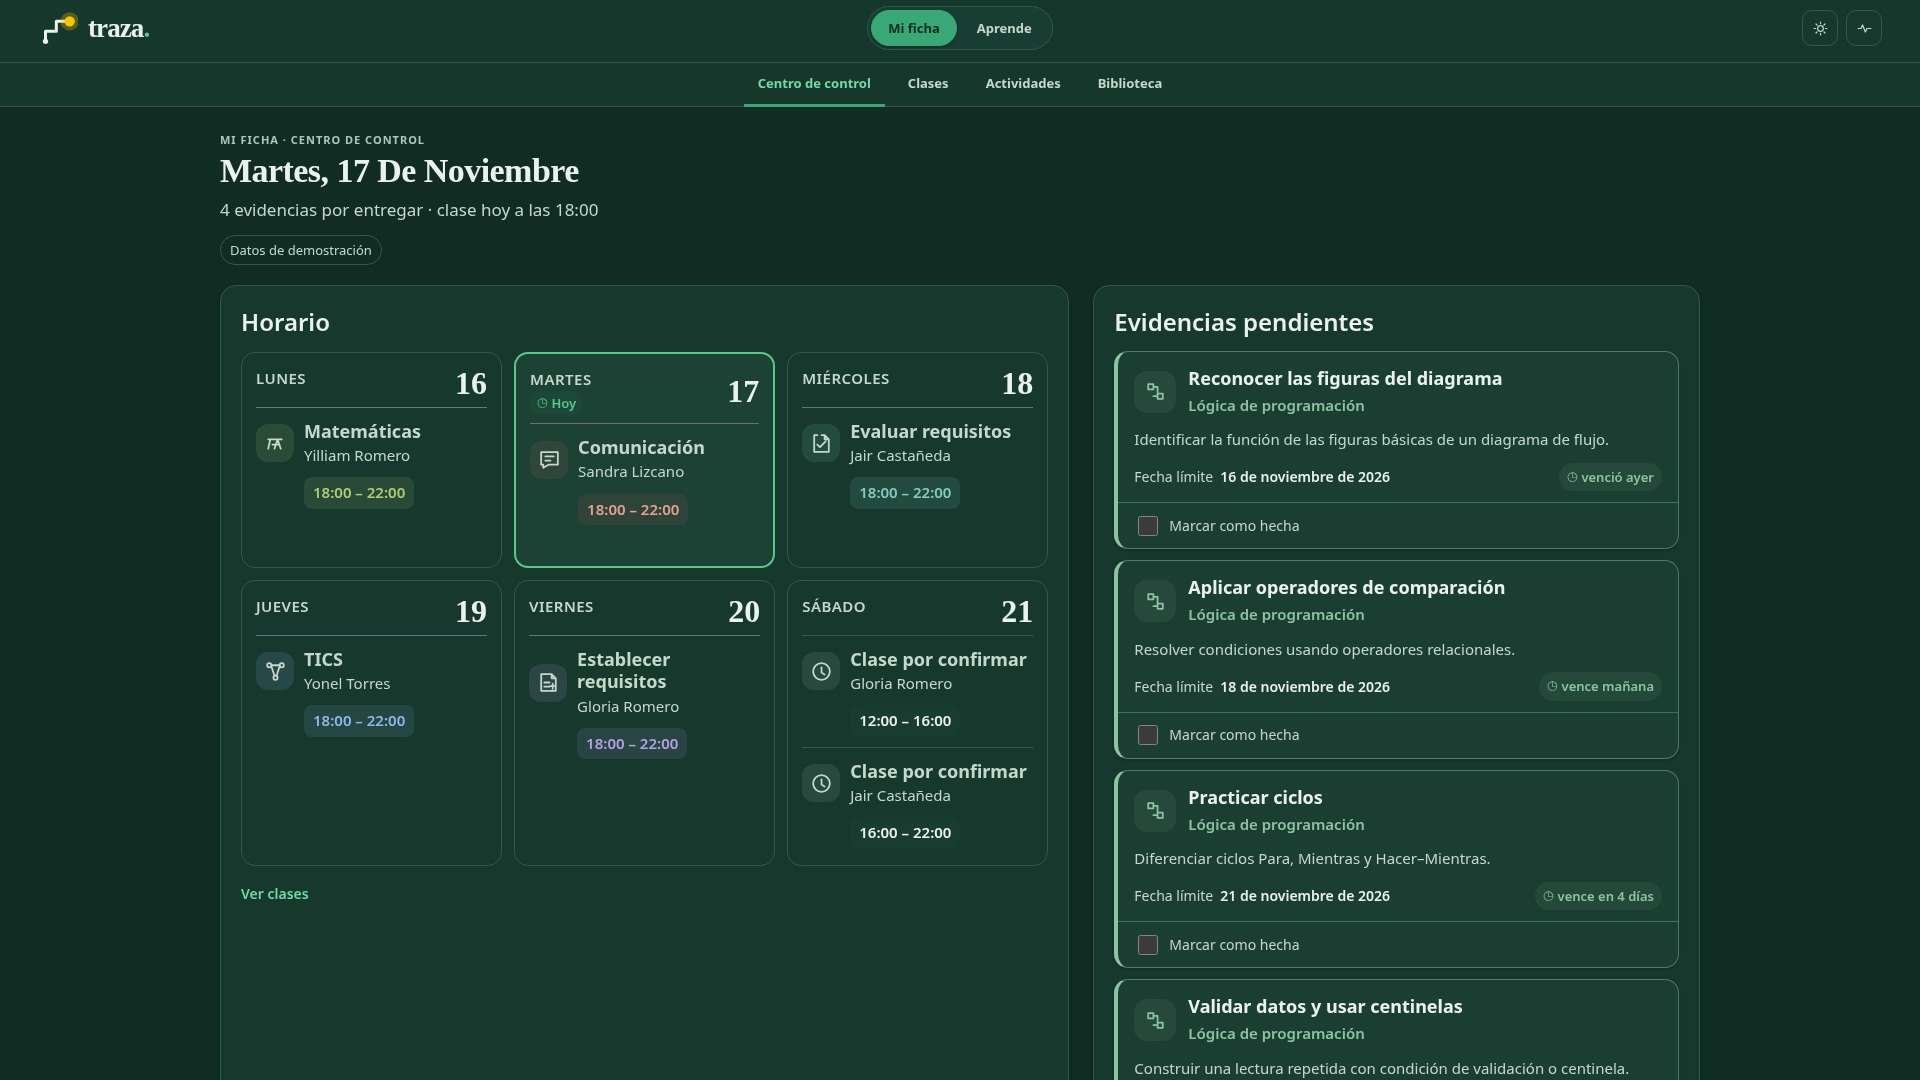 traza.
Mi ficha
Aprende
Centro de control
Clases
Actividades
Biblioteca
MI FICHA · CENTRO DE CONTROL
Martes, 17 De Noviembre
4 evidencias por entregar · clase hoy a las 18:00
Datos de demostración
Horario
LUNES
16
Matemáticas
Yilliam Romero
18:00 – 22:00
MARTES
Hoy
17
Comunicación
Sandra Lizcano
18:00 – 22:00
MIÉRCOLES
18
Evaluar requisitos
Jair Castañeda
18:00 – 22:00
JUEVES
19
TICS
Yonel Torres
18:00 – 22:00
VIERNES
20
Establecer
requisitos
Gloria Romero
18:00 – 22:00
SÁBADO
21
Clase por confirmar
Gloria Romero
12:00 – 16:00
Clase por confirmar
Jair Castañeda
16:00 – 22:00
Ver clases
Evidencias pendientes
Reconocer las figuras del diagrama
Lógica de programación
Identificar la función de las figuras básicas de un diagrama de flujo.
Fecha límite 16 de noviembre de 2026
venció ayer
Marcar como hecha
Aplicar operadores de comparación
Lógica de programación
Resolver condiciones usando operadores relacionales.
Fecha límite 18 de noviembre de 2026
vence mañana
Marcar como hecha
Practicar ciclos
Lógica de programación
Diferenciar ciclos Para, Mientras y Hacer–Mientras.
Fecha límite 21 de noviembre de 2026
vence en 4 días
Marcar como hecha
Validar datos y usar centinelas
Lógica de programación
Construir una lectura repetida con condición de validación o centinela.